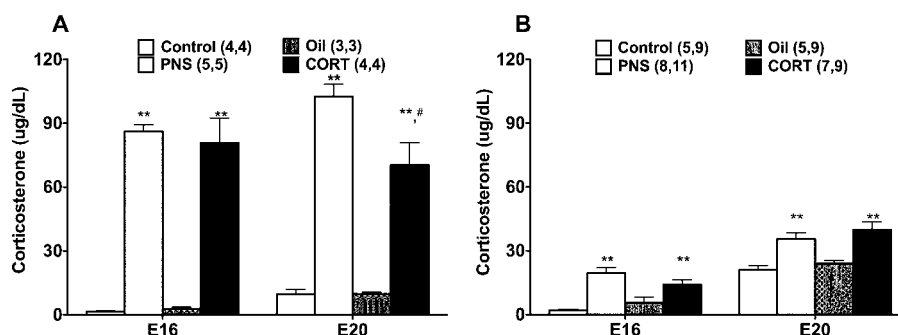 A
B
Control (4,4) Oil (3,3)
PNS (5,5) CORT (4,4)
Control (5,9) Oil (5,9)
PNS (8,11) CORT (7,9)
Corticosterone (ug/dL)
120
90
60
30
0
** ** ** **,#
E16 E20
Corticosterone (ug/dL)
120
90
60
30
0
** ** ** **
E16 E20